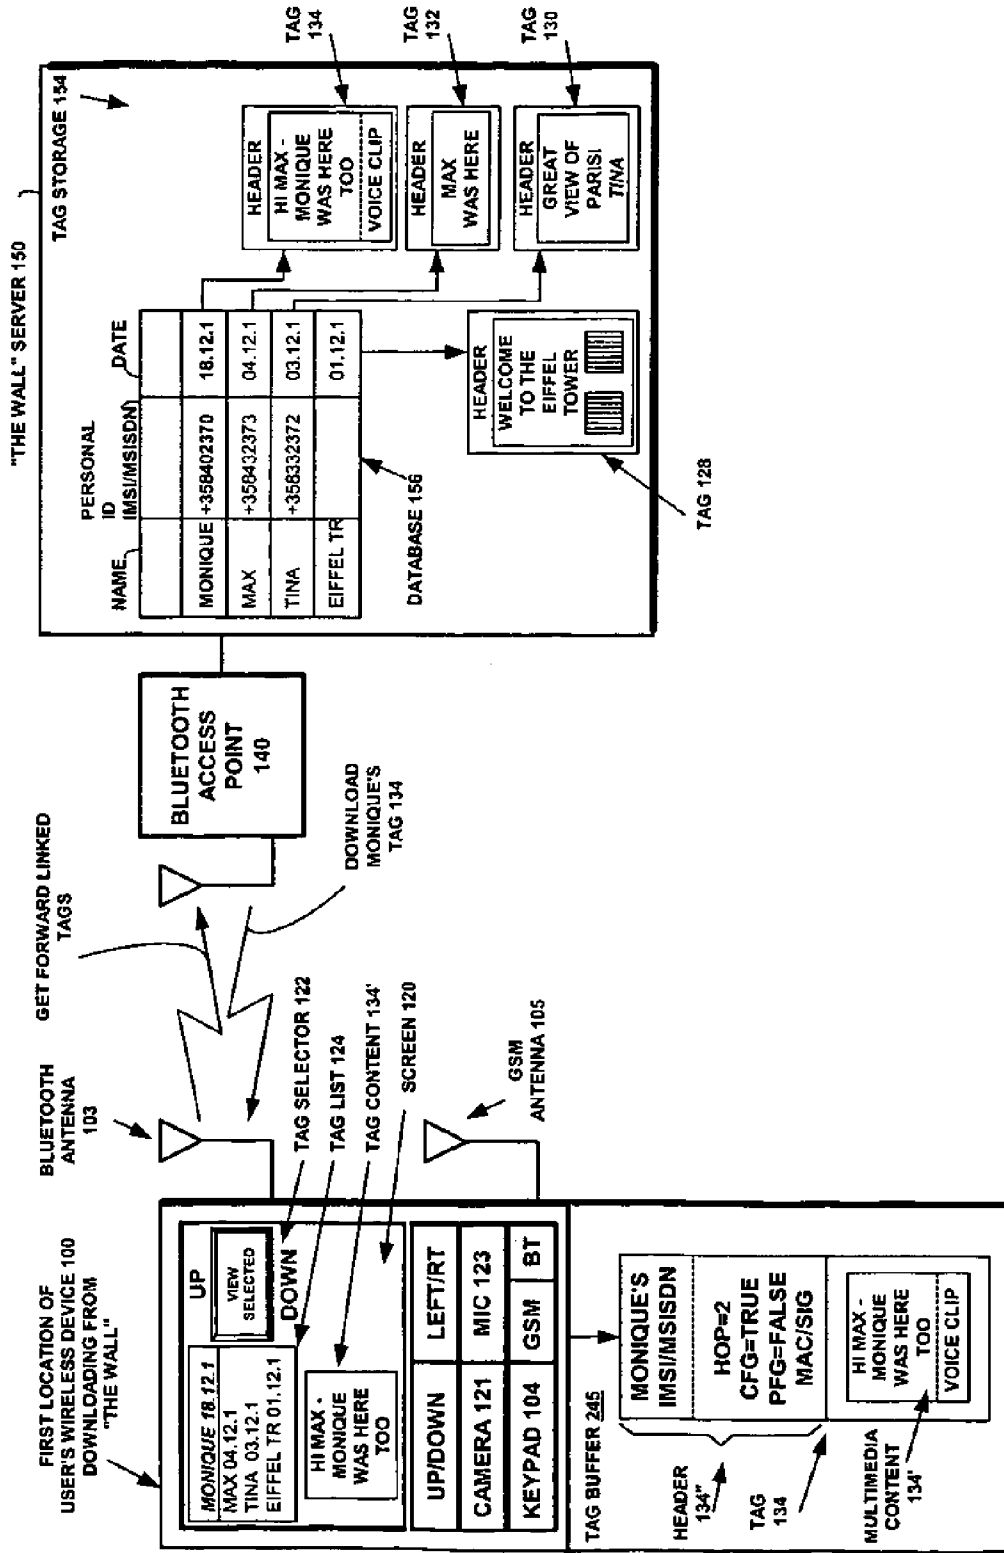 FIRST LOCATION OF
USER'S WIRELESS DEVICE 100
DOWNLOADING FROM
"THE WALL"
BLUETOOTH
ANTENNA
103
GET FORWARD LINKED
TAGS
DOWNLOAD
MONIQUE'S
TAG 134
BLUETOOTH
ACCESS
POINT
140
"THE WALL" SERVER 150
TAG STORAGE 154
NAME
PERSONAL
ID
IMSI/MSISDN
DATE
MONIQUE +358402370 18.12.1
MAX +358432373 04.12.1
TINA +358332372 03.12.1
EIFFEL TR 01.12.1
DATABASE 156
HEADER
HI MAX -
MONIQUE
WAS HERE
TOO
VOICE CLIP
TAG
134
HEADER
MAX
WAS HERE
TAG
132
HEADER
GREAT
VIEW OF
PARIS!
TINA
TAG
130
HEADER
WELCOME
TO THE
EIFFEL
TOWER
TAG 128
UP
VIEW
SELECTED
DOWN
MONIQUE 18.12.1
MAX 04.12.1
TINA 03.12.1
EIFFEL TR 01.12.1
HI MAX -
MONIQUE
WAS HERE
TOO
TAG SELECTOR 122
TAG LIST 124
TAG CONTENT 134'
SCREEN 120
GSM
ANTENNA 105
UP/DOWN LEFT/RT
CAMERA 121 MIC 123
KEYPAD 104 GSM BT
TAG BUFFER 245
MONIQUE'S
IMSI/MSISDN
HOP=2
CFG=TRUE
PFG=FALSE
MAC/SIG
HI MAX -
MONIQUE
WAS HERE
TOO
VOICE CLIP
HEADER
134"
TAG
134
MULTIMEDIA
CONTENT
134'